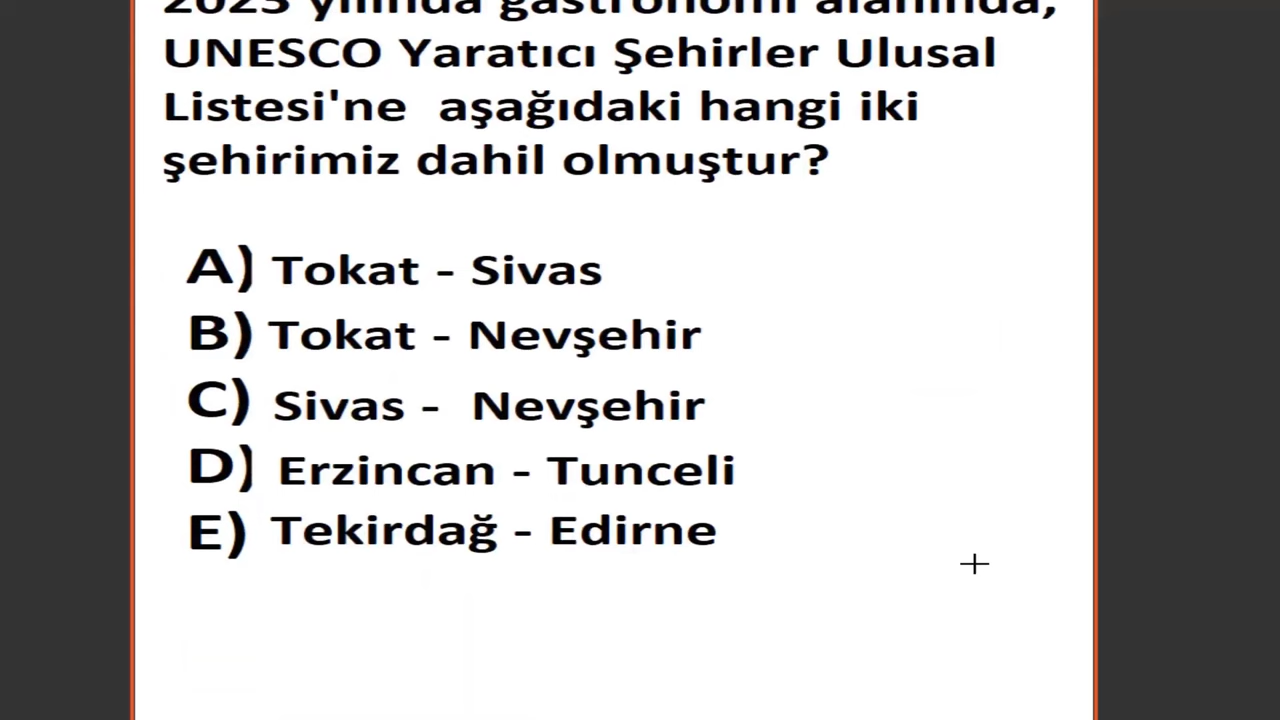 2023 yılında gastronomi alanında,
UNESCO Yaratıcı Şehirler Ulusal
Listesi'ne aşağıdaki hangi iki
şehirimiz dahil olmuştur?
A) Tokat - Sivas
B) Tokat - Nevşehir
C) Sivas - Nevşehir
D) Erzincan - Tunceli
E) Tekirdağ - Edirne